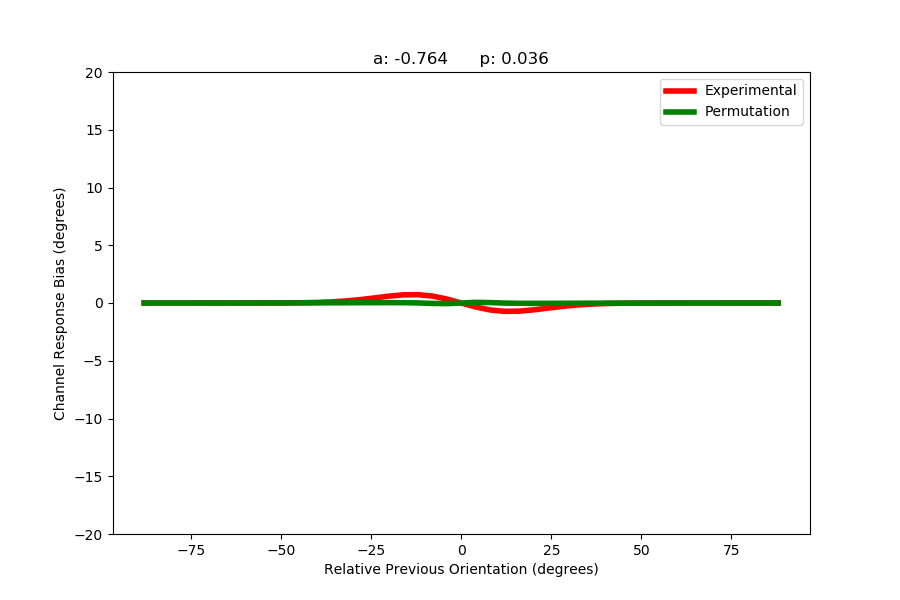 a: -0.764 p: 0.036
Experimental
Permutation
20
15
10
5
0
−5
−10
−15
−20
Channel Response Bias (degrees)
−75 −50 −25 0 25 50 75
Relative Previous Orientation (degrees)